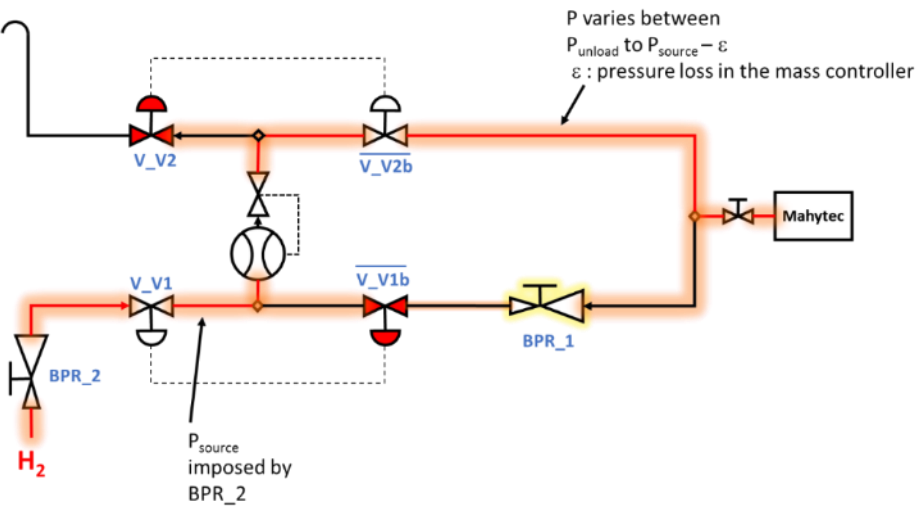 P varies between
Punload to Psource – ε
ε : pressure loss in the mass controller
V_V2
V_V2b
Mahytec
V_V1
V_V1b
BPR_1
BPR_2
H2
Psource
imposed by
BPR_2